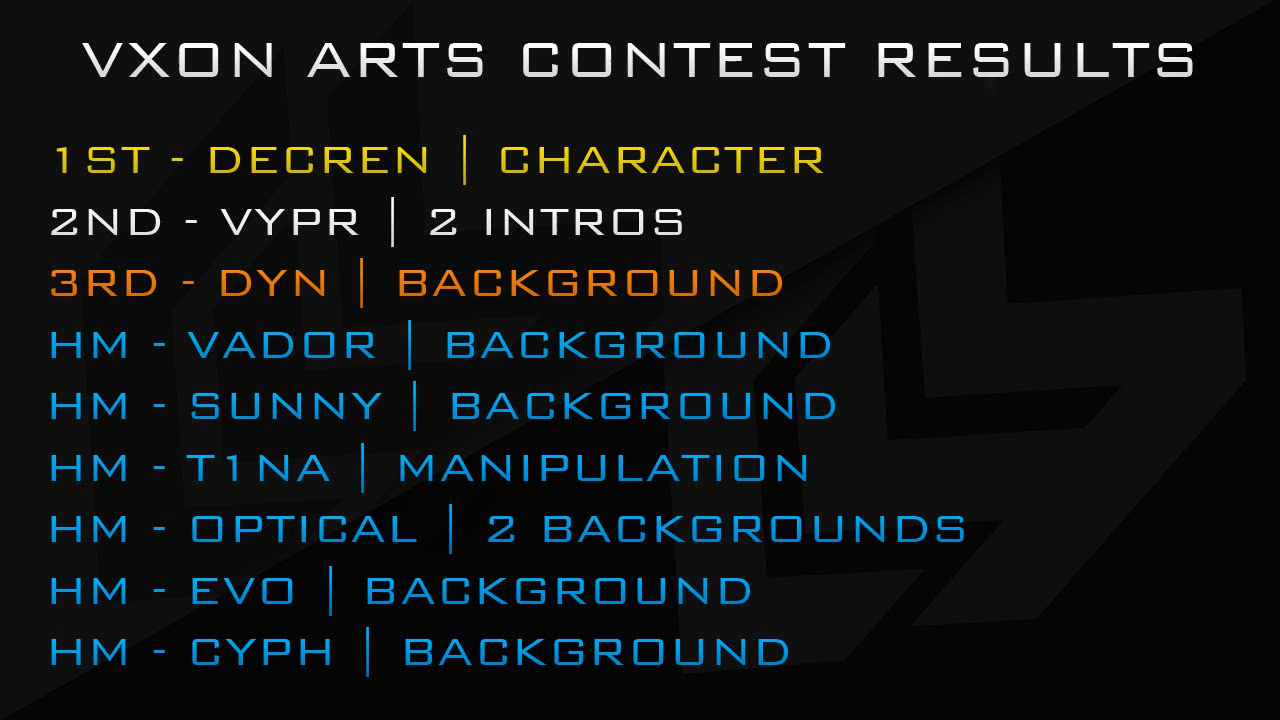 VXON ARTS CONTEST RESULTS
1ST - DECREN | CHARACTER
2ND - VYPR | 2 INTROS
3RD - DYN | BACKGROUND
HM - VADOR | BACKGROUND
HM - SUNNY | BACKGROUND
HM - T1NA | MANIPULATION
HM - OPTICAL | 2 BACKGROUNDS
HM - EVO | BACKGROUND
HM - CYPH | BACKGROUND